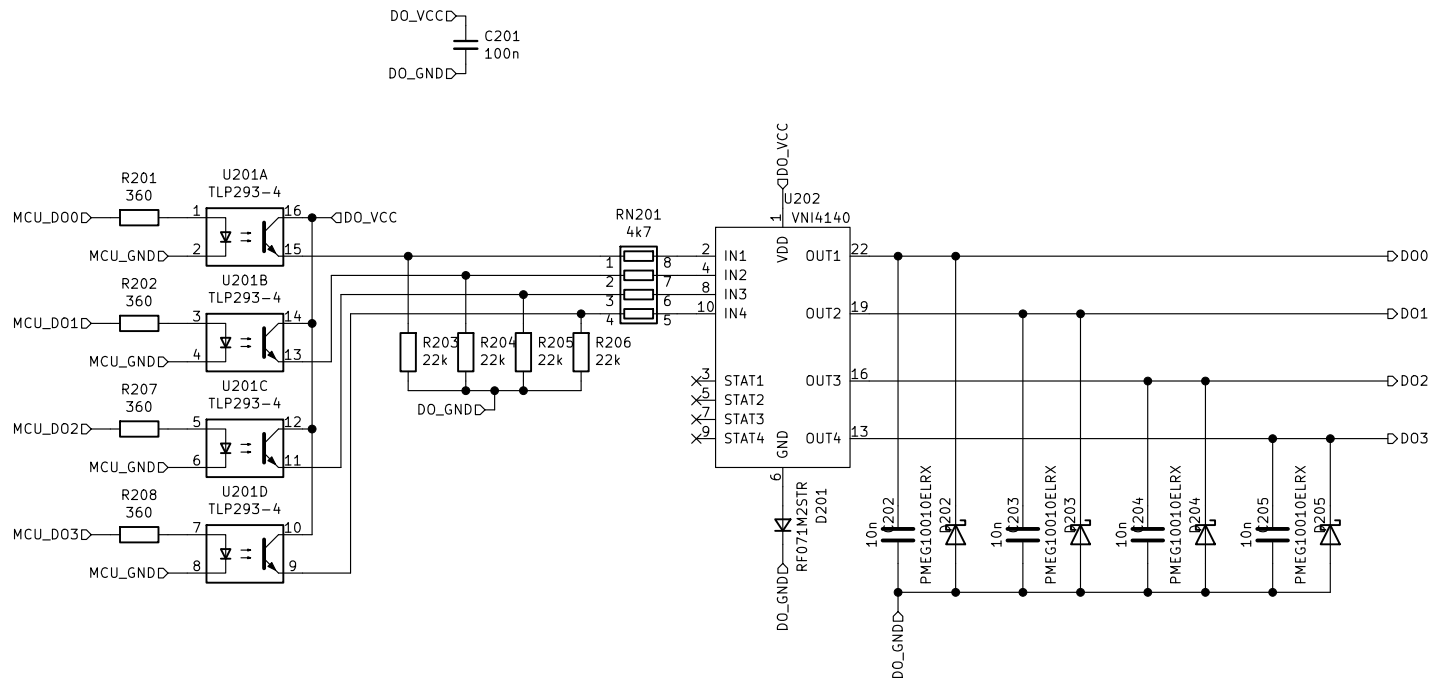 DO_VCC
C201
100n
DO_GND
R201
360
U201A
TLP293-4
MCU_DO0
1
16
DO_VCC
MCU_GND
2
15
R202
360
U201B
TLP293-4
MCU_DO1
3
14
MCU_GND
4
13
R207
360
U201C
TLP293-4
MCU_DO2
5
12
MCU_GND
6
11
R208
360
U201D
TLP293-4
MCU_DO3
7
10
MCU_GND
8
9
R203
22k
R204
22k
R205
22k
R206
22k
DO_GND
RN201
4k7
1
8
2
7
3
6
4
5
DO_VCC
U202
VNI4140
1
VDD
2
IN1
4
IN2
8
IN3
10
IN4
3
STAT1
5
STAT2
7
STAT3
9
STAT4
GND
6
OUT1
22
OUT2
19
OUT3
16
OUT4
13
D201
RF071M2STR
DO_GND
C202
10n
D202
PMEG10010ELRX
C203
10n
D203
PMEG10010ELRX
C204
10n
D204
PMEG10010ELRX
C205
10n
D205
PMEG10010ELRX
DO_GND
DO0
DO1
DO2
DO3